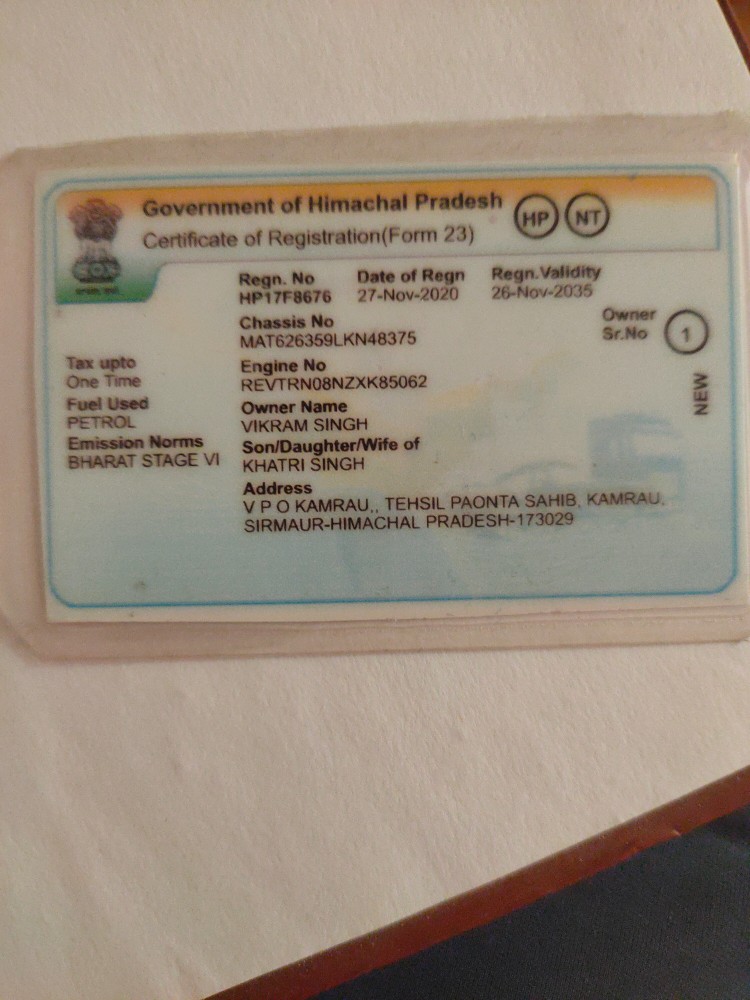 Government of Himachal Pradesh HP NT
Certificate of Registration(Form 23)
Regn. No Date of Regn Regn.Validity
HP17F8676 27-Nov-2020 26-Nov-2035
Chassis No
MAT626359LKN48375
Owner
Sr.No 1
NEW
Tax upto
One Time
Engine No
REVTRN08NZXK85062
Fuel Used
PETROL
Owner Name
VIKRAM SINGH
Emission Norms
BHARAT STAGE VI
Son/Daughter/Wife of
KHATRI SINGH
Address
V P O KAMRAU,, TEHSIL PAONTA SAHIB, KAMRAU,
SIRMAUR-HIMACHAL PRADESH-173029